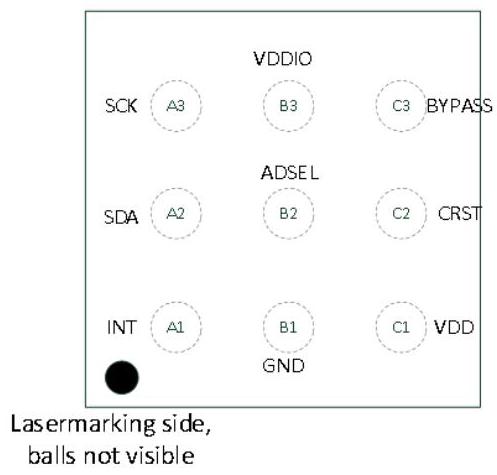 VDDIO
SCK A3 B3 C3 BYPASS
ADSEL
SDA A2 B2 C2 CRST
INT A1 B1 C1 VDD
GND
Lasermarking side,
balls not visible